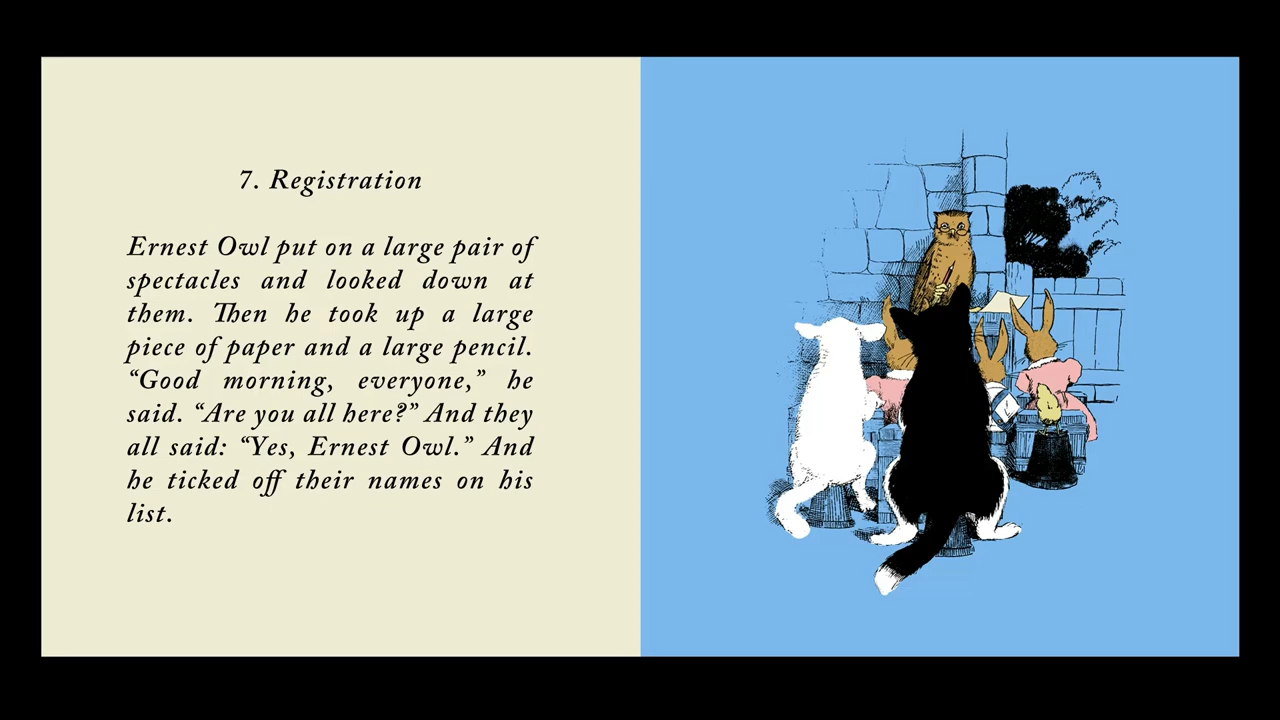 7. Registration
Ernest Owl put on a large pair of
spectacles and looked down at
them. Then he took up a large
piece of paper and a large pencil.
“Good morning, everyone,” he
said. “Are you all here?” And they
all said: “Yes, Ernest Owl.” And
he ticked off their names on his
list.